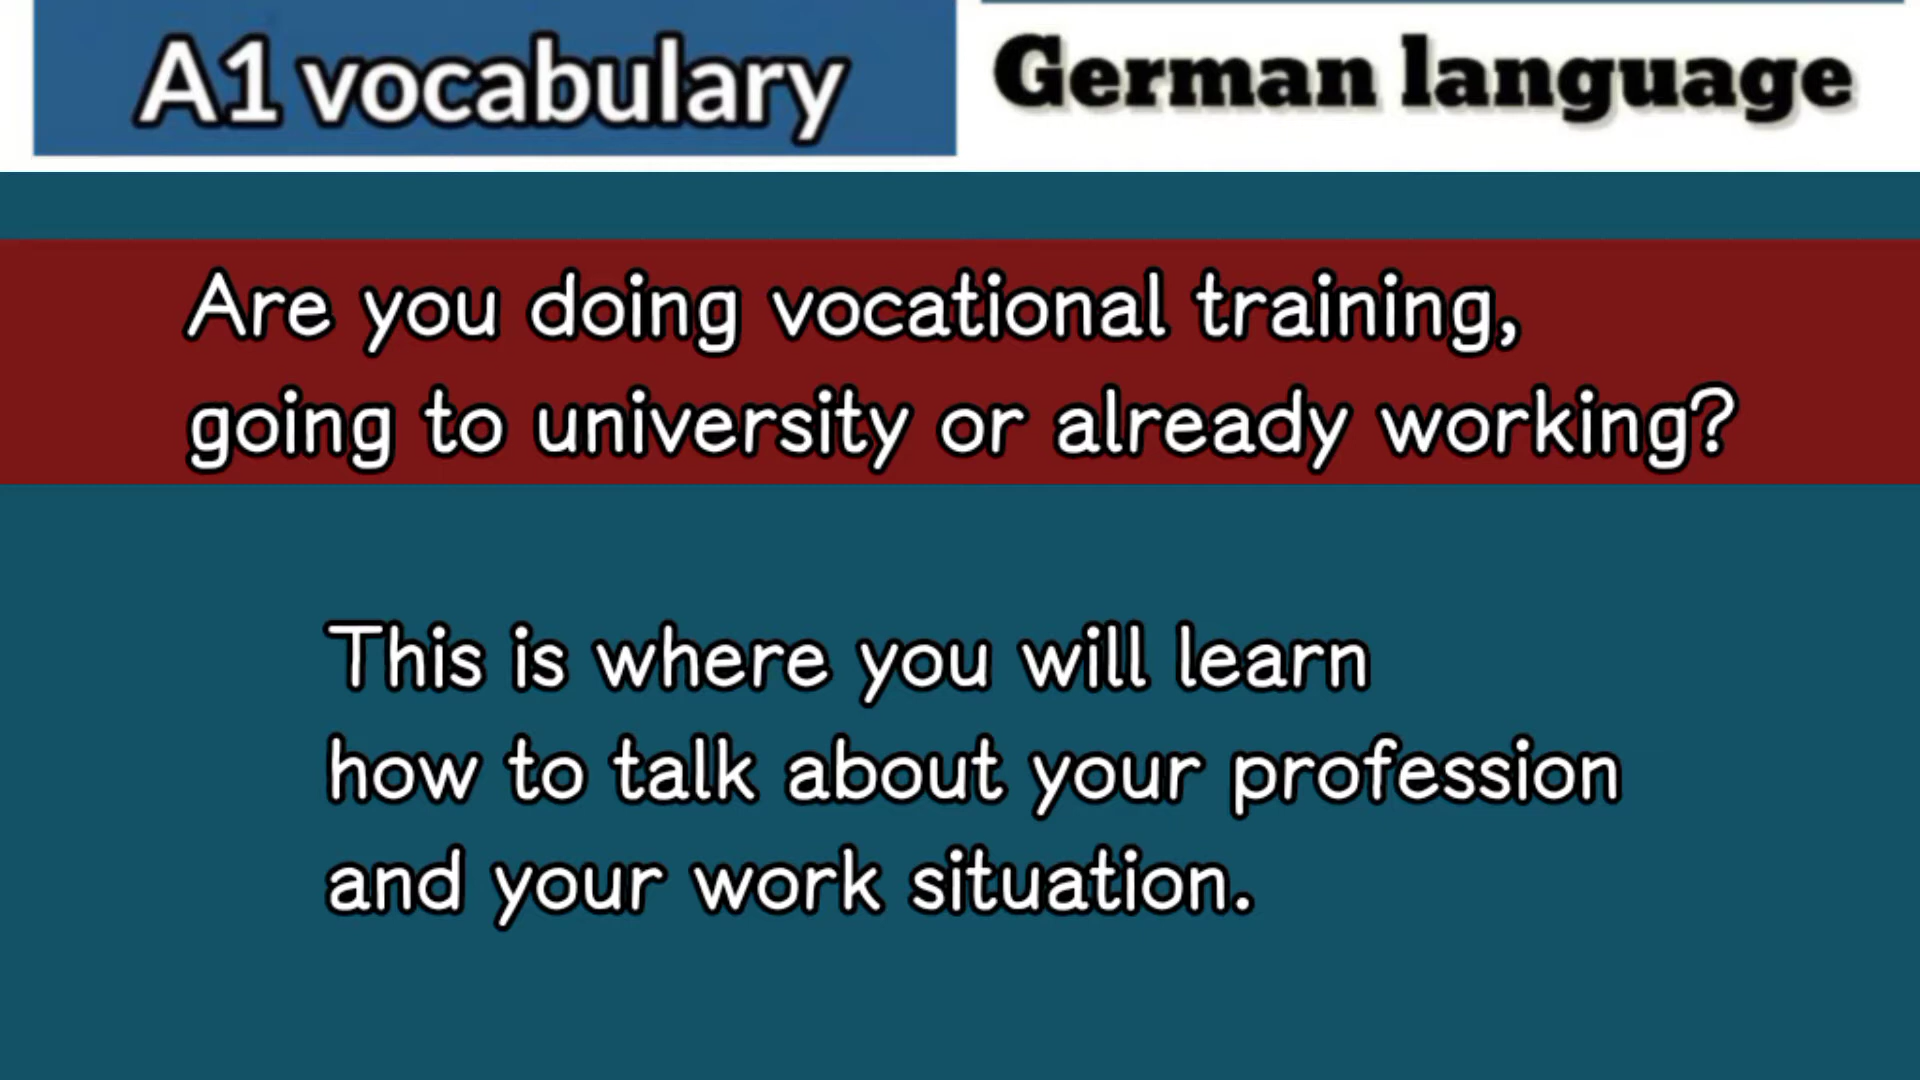 A1 vocabulary
German language
Are you doing vocational training,
going to university or already working?
This is where you will learn
how to talk about your profession
and your work situation.